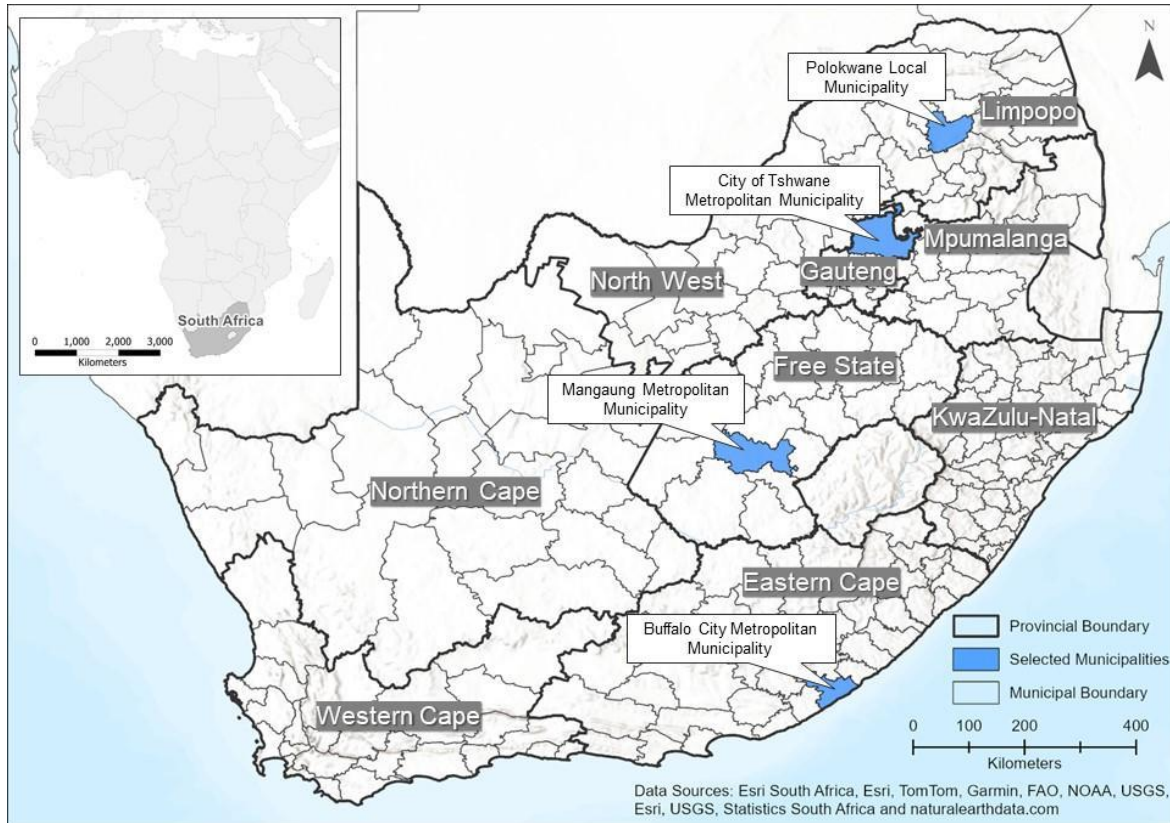 N
Polokwane Local
Municipality
Limpopo
City of Tshwane
Metropolitan Municipality
Mpumalanga
Gauteng
North West
South Africa
0 1,000 2,000 3,000
Kilometers
Free State
Mangaung Metropolitan
Municipality
KwaZulu-Natal
Northern Cape
Eastern Cape
Buffalo City Metropolitan
Municipality
Western Cape
Provincial Boundary
Selected Municipalities
Municipal Boundary
0 100 200 400
Kilometers
Data Sources: Esri South Africa, Esri, TomTom, Garmin, FAO, NOAA, USGS,
Esri, USGS, Statistics South Africa and naturalearthdata.com